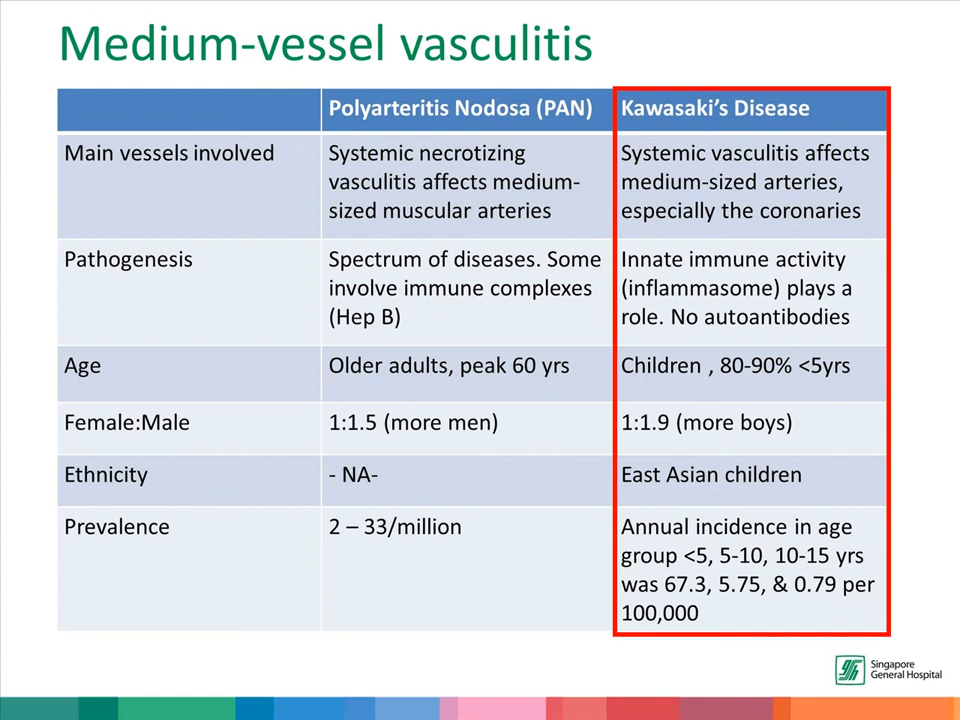 Medium-vessel vasculitis
Polyarteritis Nodosa (PAN)
Kawasaki's Disease
Main vessels involved
Systemic necrotizing
vasculitis affects medium-
sized muscular arteries
Systemic vasculitis affects
medium-sized arteries,
especially the coronaries
Pathogenesis
Spectrum of diseases. Some
involve immune complexes
(Hep B)
Innate immune activity
(inflammasome) plays a
role. No autoantibodies
Age
Older adults, peak 60 yrs
Children , 80-90% <5yrs
Female:Male
1:1.5 (more men)
1:1.9 (more boys)
Ethnicity
- NA-
East Asian children
Prevalence
2 – 33/million
Annual incidence in age
group <5, 5-10, 10-15 yrs
was 67.3, 5.75, & 0.79 per
100,000
Singapore
General Hospital